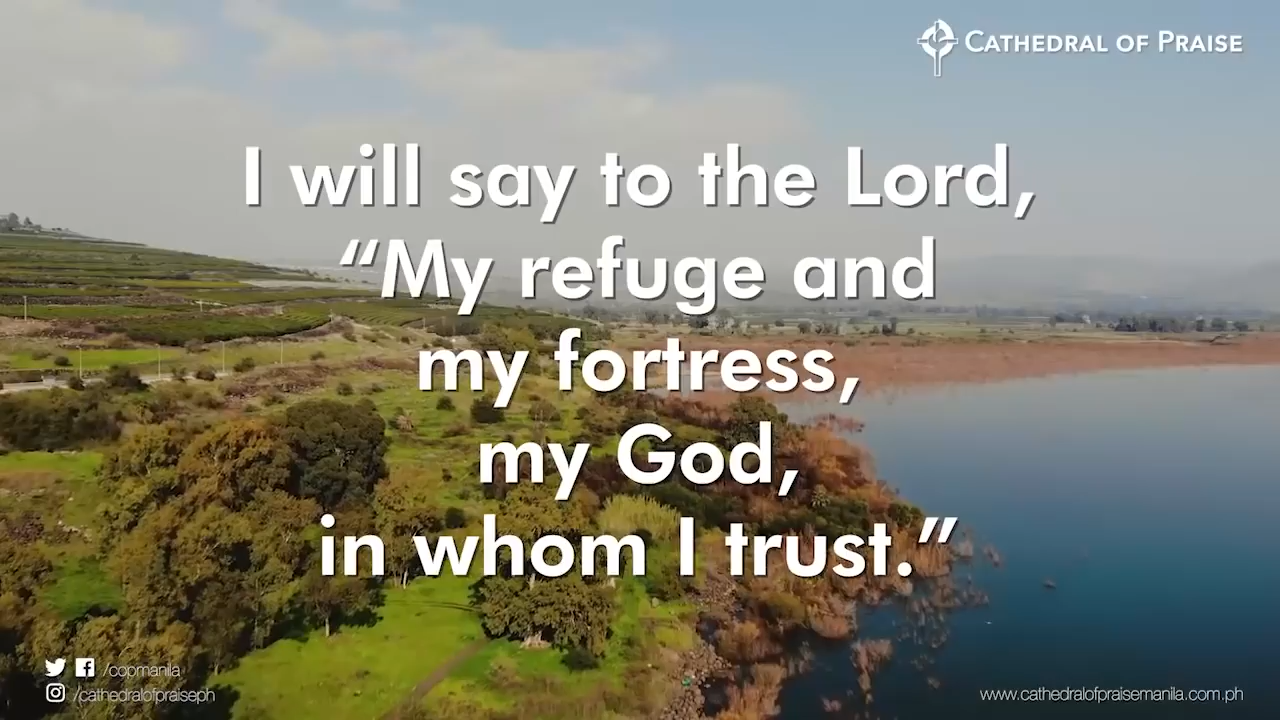 CATHEDRAL OF PRAISE
I will say to the Lord,
“My refuge and
my fortress,
my God,
in whom I trust.”
/copmanila
/cathedralofpraiseph
www.cathedralofpraisemanila.com.ph